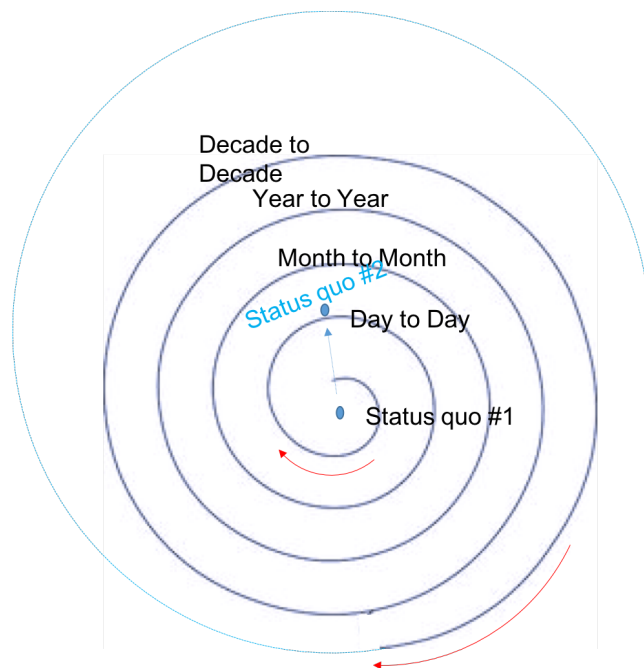 Decade to
Decade
Year to Year
Month to Month
Status quo #2
Day to Day
Status quo #1